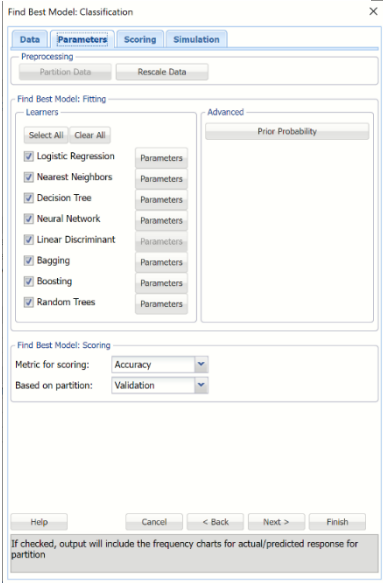 Find Best Model: Classification
Data Parameters Scoring Simulation
Preprocessing
Partition Data Rescale Data
Find Best Model: Fitting
Learners
Select All Clear All
Logistic Regression Parameters
Nearest Neighbors Parameters
Decision Tree Parameters
Neural Network Parameters
Linear Discriminant Parameters
Bagging Parameters
Boosting Parameters
Random Trees Parameters
Advanced
Prior Probability
Find Best Model: Scoring
Metric for scoring: Accuracy
Based on partition: Validation
Help Cancel < Back Next > Finish
If checked, output will include the frequency charts for actual/predicted response for
partition